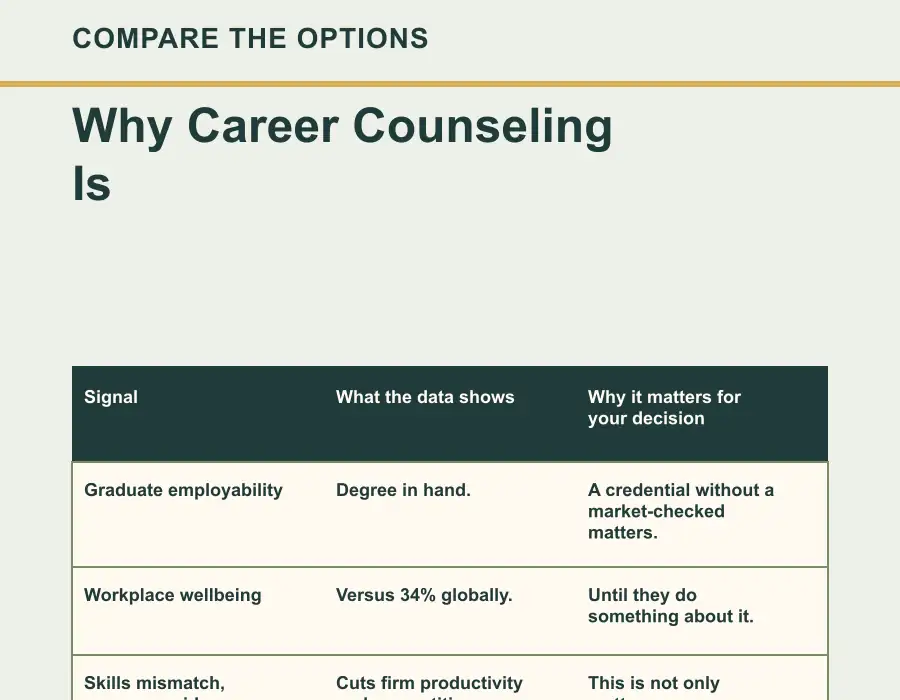 COMPARE THE OPTIONS
Why Career Counseling
Is
Signal
What the data shows
Why it matters for
your decision
Graduate employability
Degree in hand.
A credential without a
market-checked
matters.
Workplace wellbeing
Versus 34% globally.
Until they do
something about it.
Skills mismatch,
Cuts firm productivity
This is not only